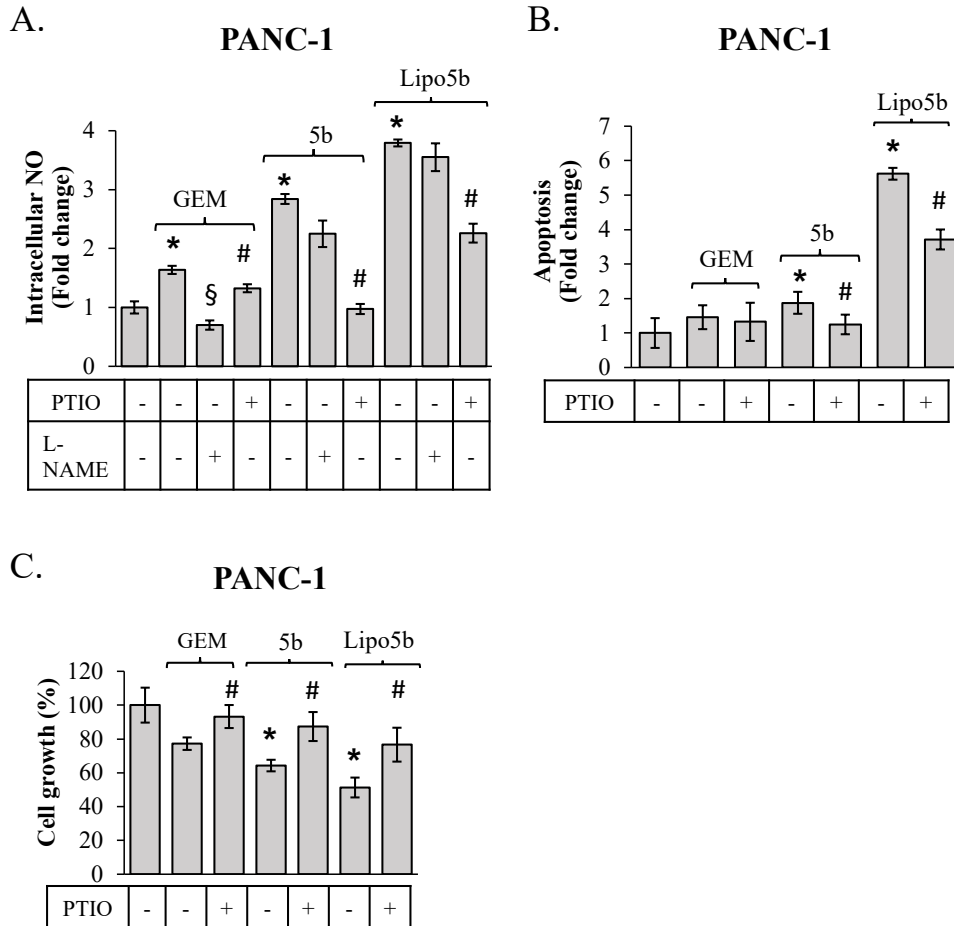 A.
PANC-1
Lipo5b
5b
GEM
Intracellular NO
(Fold change)
4
3
2
1
0
*
§
#
*
#
*
#
PTIO - - - + - - + - - +
L-
NAME - - + - - + - - + -
B.
PANC-1
Lipo5b
5b
GEM
Apoptosis
(Fold change)
7
6
5
4
3
2
1
0
*
#
*
#
PTIO - - + - + - +
C.
PANC-1
GEM 5b Lipo5b
Cell growth (%)
120
100
80
60
40
20
0
#
*
#
*
#
PTIO - - + - + - +